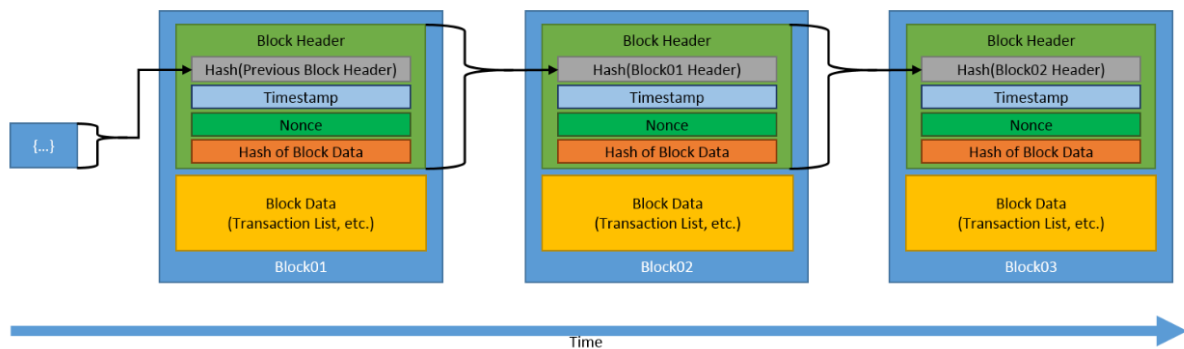 {...}
Block Header
Hash(Previous Block Header)
Timestamp
Nonce
Hash of Block Data
Block Data
(Transaction List, etc.)
Block01
Block Header
Hash(Block01 Header)
Timestamp
Nonce
Hash of Block Data
Block Data
(Transaction List, etc.)
Block02
Block Header
Hash(Block02 Header)
Timestamp
Nonce
Hash of Block Data
Block Data
(Transaction List, etc.)
Block03
Time